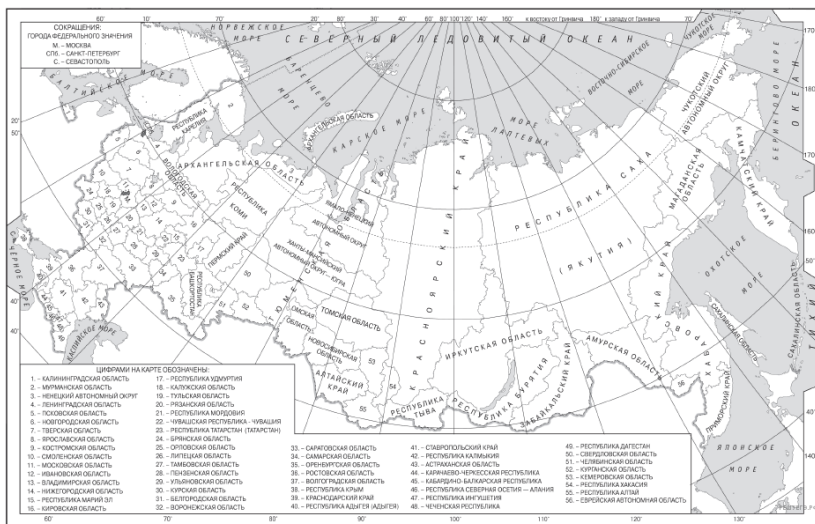 СОКРАЩЕНИЯ:
ГОРОДА ФЕДЕРАЛЬНОГО ЗНАЧЕНИЯ
М. – МОСКВА
СПб. – САНКТ-ПЕТЕРБУРГ
С. – СЕВАСТОПОЛЬ
к востоку от Гринвича
180° к западу от Гринвича
НОРВЕЖСКОЕ
МОРЕ
СЕВЕРНЫЙ ЛЕДОВИТЫЙ ОКЕАН
БАЛТИЙСКОЕ МОРЕ
БАРЕНЦЕВО
МОРЕ
КАРСКОЕ МОРЕ
МОРЕ
ЛАПТЕВЫХ
ВОСТОЧНО-СИБИРСКОЕ
МОРЕ
ЧУКОТСКОЕ
МОРЕ
БЕРИНГОВО МОРЕ
ТИХИЙ ОКЕАН
ОХОТСКОЕ
МОРЕ
ЯПОНСКОЕ
МОРЕ
ЧЕРНОЕ МОРЕ
КАСПИЙСКОЕ МОРЕ
РЕСПУБЛИКА
КАРЕЛИЯ
АРХАНГЕЛЬСКАЯ ОБЛАСТЬ
АРХАНГЕЛЬСКАЯ ОБЛАСТЬ
ВОЛОГОДСКАЯ
ОБЛАСТЬ
РЕСПУБЛИКА
КОМИ
ПЕРМСКИЙ КРАЙ
РЕСПУБЛИКА
БАШКОРТОСТАН
ЯМАЛО-НЕНЕЦКИЙ
АВТОНОМНЫЙ ОКРУГ
ХАНТЫ-МАНСИЙСКИЙ
АВТОНОМНЫЙ ОКРУГ – ЮГРА
ТЮМЕНСКАЯ ОБЛАСТЬ
ОМСКАЯ
ОБЛАСТЬ
ТОМСКАЯ ОБЛАСТЬ
НОВОСИБИРСКАЯ
ОБЛАСТЬ
АЛТАЙСКИЙ
КРАЙ
КРАСНОЯРСКИЙ КРАЙ
РЕСПУБЛИКА
ТЫВА
ИРКУТСКАЯ ОБЛАСТЬ
РЕСПУБЛИКА БУРЯТИЯ
ЗАБАЙКАЛЬСКИЙ КРАЙ
РЕСПУБЛИКА САХА
(ЯКУТИЯ)
АМУРСКАЯ ОБЛАСТЬ
ХАБАРОВСКИЙ КРАЙ
ПРИМОРСКИЙ КРАЙ
МАГАДАНСКАЯ
ОБЛАСТЬ
ЧУКОТСКИЙ
АВТОНОМНЫЙ ОКРУГ
КАМЧАТСКИЙ КРАЙ
САХАЛИНСКАЯ ОБЛАСТЬ
САХАЛИНСКАЯ ОБЛАСТЬ
ЦИФРАМИ НА КАРТЕ ОБОЗНАЧЕНЫ:
1. – КАЛИНИНГРАДСКАЯ ОБЛАСТЬ
2. – МУРМАНСКАЯ ОБЛАСТЬ
3. – НЕНЕЦКИЙ АВТОНОМНЫЙ ОКРУГ
4. – ЛЕНИНГРАДСКАЯ ОБЛАСТЬ
5. – ПСКОВСКАЯ ОБЛАСТЬ
6. – НОВГОРОДСКАЯ ОБЛАСТЬ
7. – ТВЕРСКАЯ ОБЛАСТЬ
8. – ЯРОСЛАВСКАЯ ОБЛАСТЬ
9. – КОСТРОМСКАЯ ОБЛАСТЬ
10. – СМОЛЕНСКАЯ ОБЛАСТЬ
11. – МОСКОВСКАЯ ОБЛАСТЬ
12. – ИВАНОВСКАЯ ОБЛАСТЬ
13. – ВЛАДИМИРСКАЯ ОБЛАСТЬ
14. – НИЖЕГОРОДСКАЯ ОБЛАСТЬ
15. – РЕСПУБЛИКА МАРИЙ ЭЛ
16. – КИРОВСКАЯ ОБЛАСТЬ
17. – РЕСПУБЛИКА УДМУРТИЯ
18. – КАЛУЖСКАЯ ОБЛАСТЬ
19. – ТУЛЬСКАЯ ОБЛАСТЬ
20. – РЯЗАНСКАЯ ОБЛАСТЬ
21. – РЕСПУБЛИКА МОРДОВИЯ
22. – ЧУВАШСКАЯ РЕСПУБЛИКА - ЧУВАШИЯ
23. – РЕСПУБЛИКА ТАТАРСТАН (ТАТАРСТАН)
24. – БРЯНСКАЯ ОБЛАСТЬ
25. – ОРЛОВСКАЯ ОБЛАСТЬ
26. – ЛИПЕЦКАЯ ОБЛАСТЬ
27. – ТАМБОВСКАЯ ОБЛАСТЬ
28. – ПЕНЗЕНСКАЯ ОБЛАСТЬ
29. – УЛЬЯНОВСКАЯ ОБЛАСТЬ
30. – КУРСКАЯ ОБЛАСТЬ
31. – БЕЛГОРОДСКАЯ ОБЛАСТЬ
32. – ВОРОНЕЖСКАЯ ОБЛАСТЬ
33. – САРАТОВСКАЯ ОБЛАСТЬ
34. – САМАРСКАЯ ОБЛАСТЬ
35. – ОРЕНБУРГСКАЯ ОБЛАСТЬ
36. – РОСТОВСКАЯ ОБЛАСТЬ
37. – ВОЛГОГРАДСКАЯ ОБЛАСТЬ
38. – РЕСПУБЛИКА КРЫМ
39. – КРАСНОДАРСКИЙ КРАЙ
40. – РЕСПУБЛИКА АДЫГЕЯ (АДЫГЕЯ)
41. – СТАВРОПОЛЬСКИЙ КРАЙ
42. – РЕСПУБЛИКА КАЛМЫКИЯ
43. – АСТРАХАНСКАЯ ОБЛАСТЬ
44. – КАРАЧАЕВО-ЧЕРКЕССКАЯ РЕСПУБЛИКА
45. – КАБАРДИНО-БАЛКАРСКАЯ РЕСПУБЛИКА
46. – РЕСПУБЛИКА СЕВЕРНАЯ ОСЕТИЯ — АЛАНИЯ
47. – РЕСПУБЛИКА ИНГУШЕТИЯ
48. – ЧЕЧЕНСКАЯ РЕСПУБЛИКА
49. – РЕСПУБЛИКА ДАГЕСТАН
50. – СВЕРДЛОВСКАЯ ОБЛАСТЬ
51. – ЧЕЛЯБИНСКАЯ ОБЛАСТЬ
52. – КУРГАНСКАЯ ОБЛАСТЬ
53. – КЕМЕРОВСКАЯ ОБЛАСТЬ
54. – РЕСПУБЛИКА ХАКАСИЯ
55. – РЕСПУБЛИКА АЛТАЙ
56. – ЕВРЕЙСКАЯ АВТОНОМНАЯ ОБЛАСТЬ